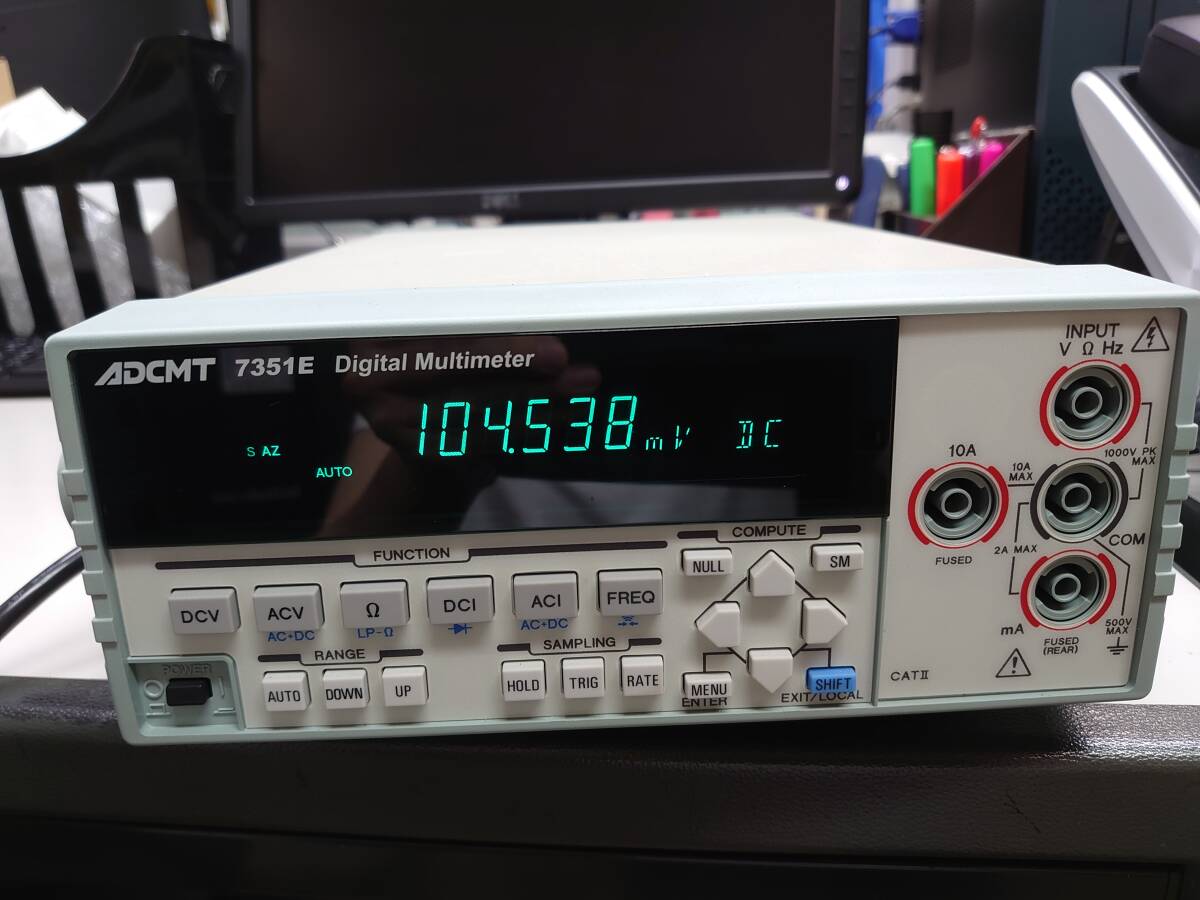 ADCMT 7351E Digital Multimeter
104.538 mV DC
S AZ
AUTO
INPUT
V Ω Hz
1000V PK
MAX
10A
10A
MAX
FUSED
2A MAX
COM
mA
FUSED
(REAR)
500V
MAX
CAT II
FUNCTION
DCV
ACV
Ω
DCI
ACI
FREQ
AC+DC
LP-Ω
AC+DC
COMPUTE
NULL
SM
RANGE
AUTO
DOWN
UP
SAMPLING
HOLD
TRIG
RATE
MENU
ENTER
SHIFT
EXIT/LOCAL
POWER